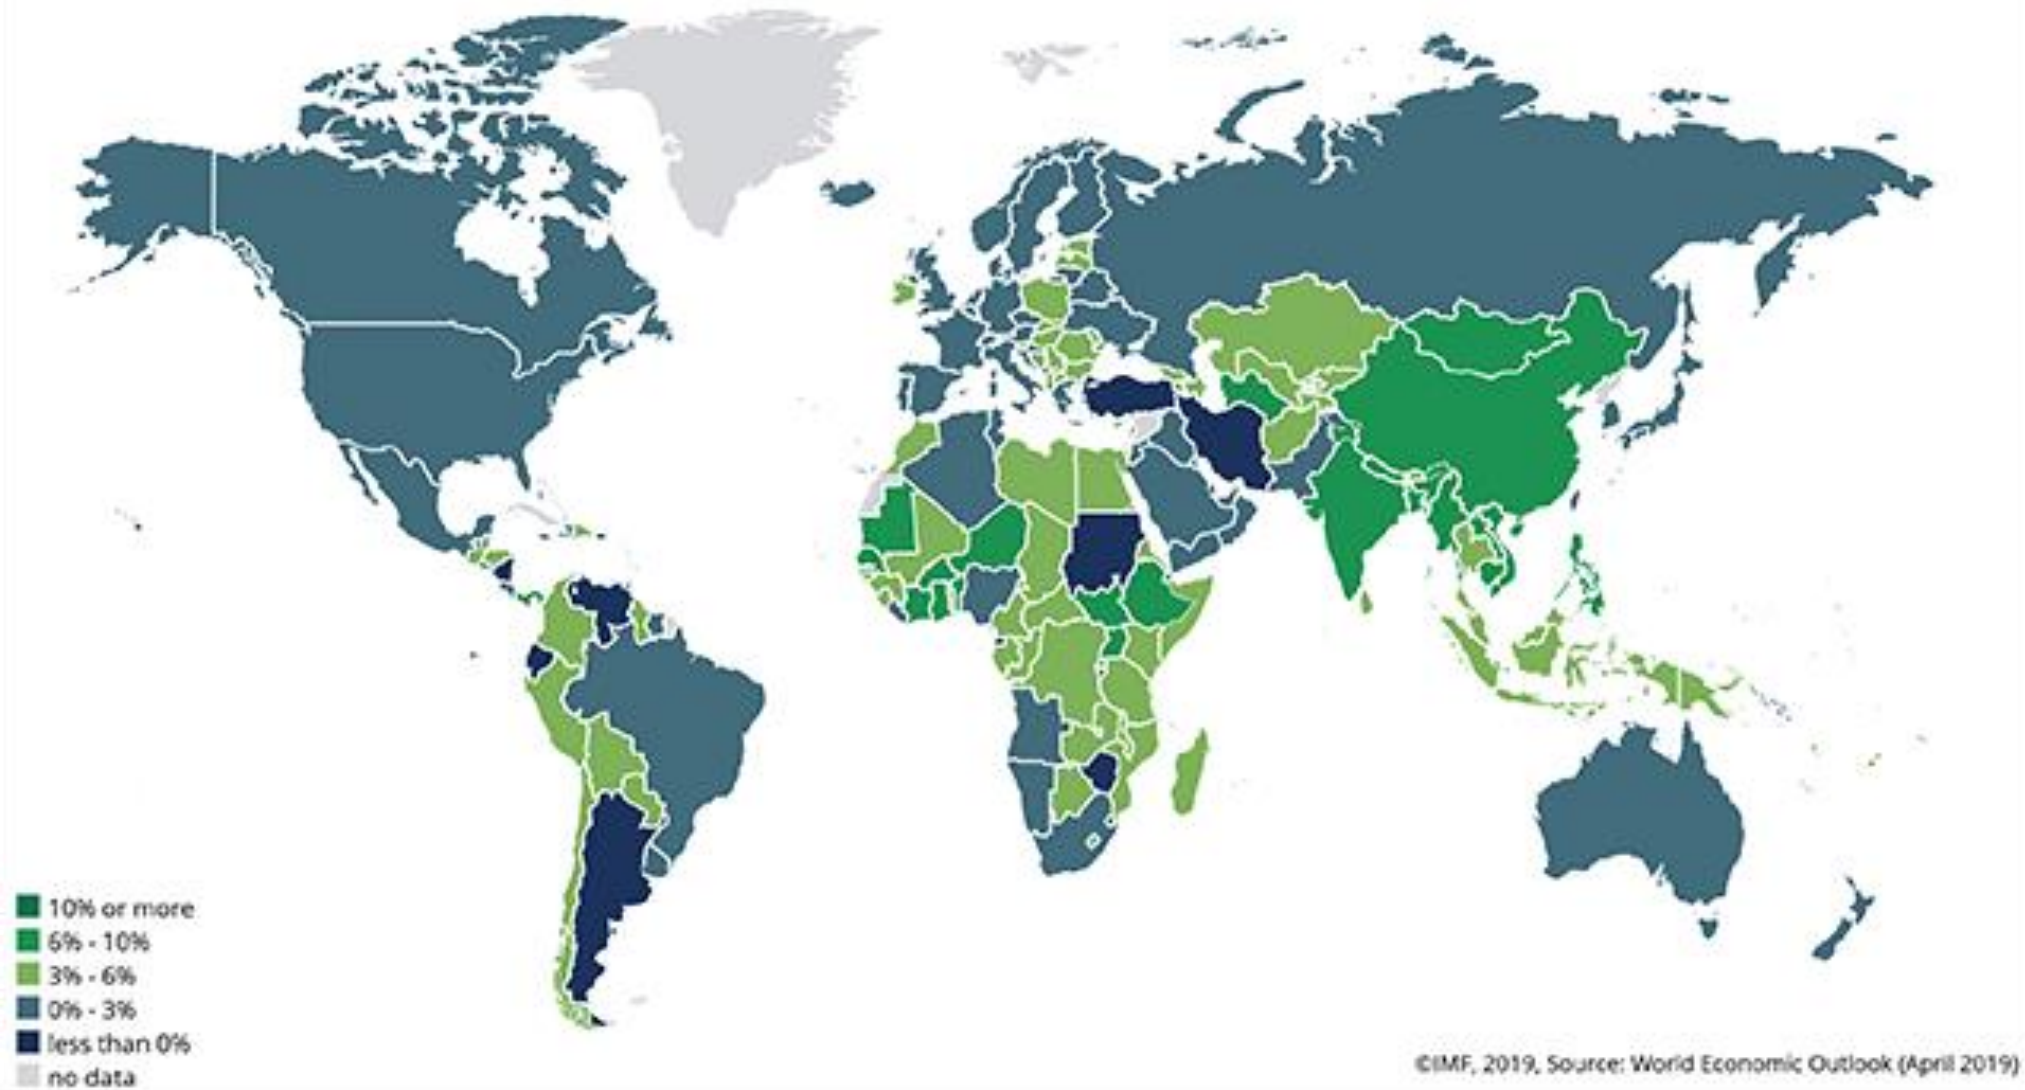 10% or more
6% - 10%
3% - 6%
0% - 3%
less than 0%
no data
©IMF, 2019, Source: World Economic Outlook (April 2019)